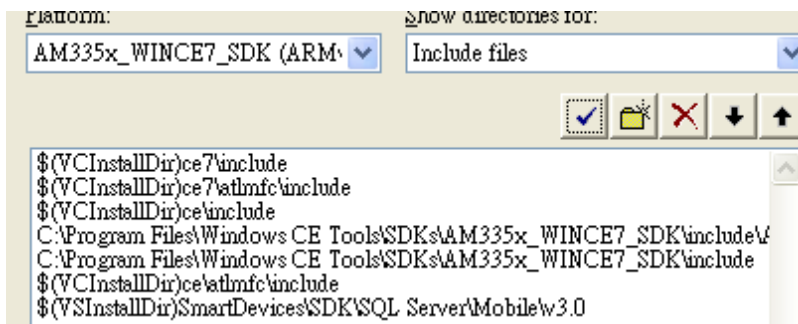 Platform:
Show directories for:
AM335x_WINCE7_SDK (ARMv
Include files
$(VCInstallDir)ce7\include
$(VCInstallDir)ce7\atlmfc\include
$(VCInstallDir)ce\include
C:\Program Files\Windows CE Tools\SDKs\AM335x_WINCE7_SDK\include\A
C:\Program Files\Windows CE Tools\SDKs\AM335x_WINCE7_SDK\include
$(VCInstallDir)ce\atlmfc\include
$(VSInstallDir)SmartDevices\SDK\SQL Server\Mobile\v3.0